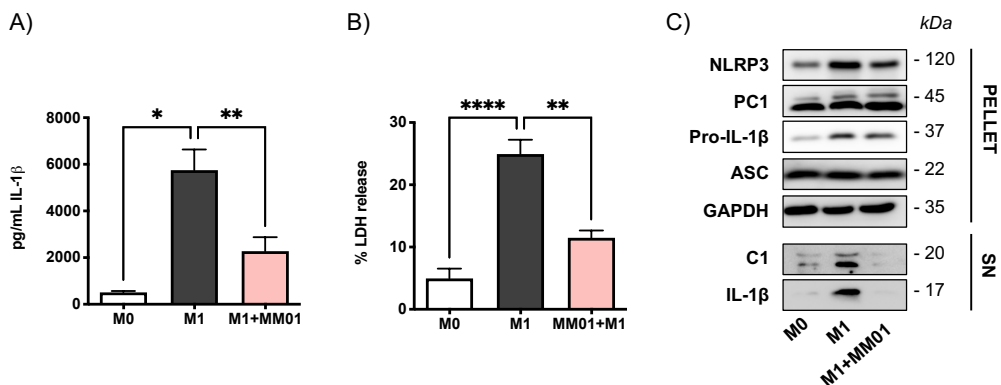 A)
pg/mL IL-1β
8000
6000
4000
2000
0
*
**
M0
M1
M1+MM01
B)
% LDH release
30
20
10
0
****
**
M0
M1
MM01+M1
C)
kDa
NLRP3
- 120
PC1
- 45
Pro-IL-1β
- 37
ASC
- 22
GAPDH
- 35
PELLET
C1
- 20
IL-1β
- 17
SN
M0
M1
M1+MM01